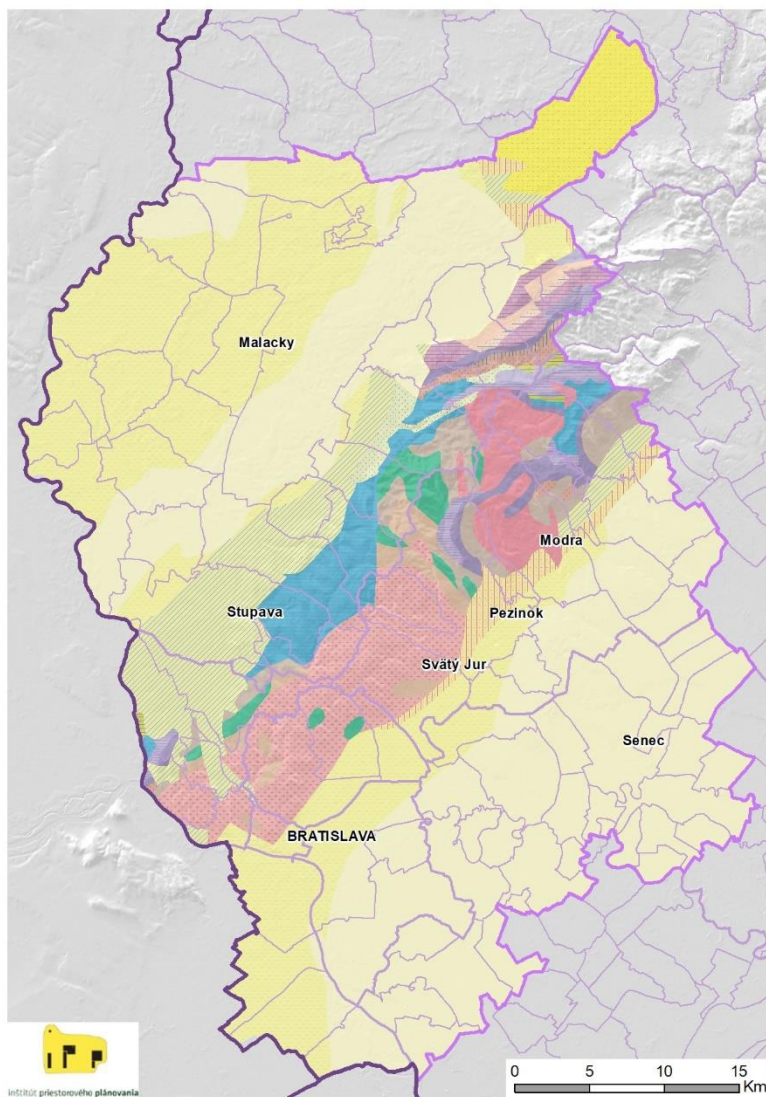 Malacky
Modra
Stupava
Pezinok
Svätý Jur
Senec
BRATISLAVA
inštitút priestorového plánovania
0 5 10 15
Km